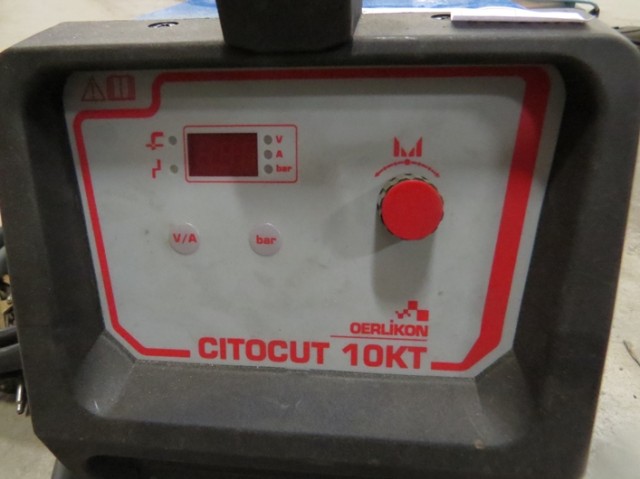 V
A
bar
V/A
bar
OERLIKON
CITOCUT 10KT